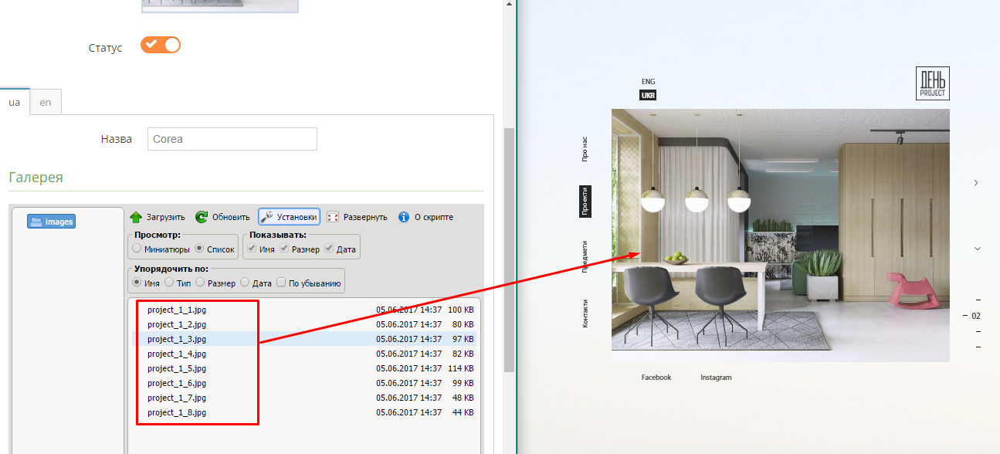 Статус
ua en
Назва Corea
Галерея
images
Загрузить Обновить Установки Развернуть О скрипте
Просмотр: Показывать:
Миниатюры Список Имя Размер Дата
Упорядочить по:
Имя Тип Размер Дата По убыванию
project_1_1.jpg 05.06.2017 14:37 100 KB
project_1_2.jpg 05.06.2017 14:37 80 KB
project_1_3.jpg 05.06.2017 14:37 97 KB
project_1_4.jpg 05.06.2017 14:37 82 KB
project_1_5.jpg 05.06.2017 14:37 114 KB
project_1_6.jpg 05.06.2017 14:37 99 KB
project_1_7.jpg 05.06.2017 14:37 48 KB
project_1_8.jpg 05.06.2017 14:37 44 KB
ENG
UKR
ДЕНЬ
PROJECT
Про нас
Проекти
Предмети
Контакти
02
Facebook Instagram